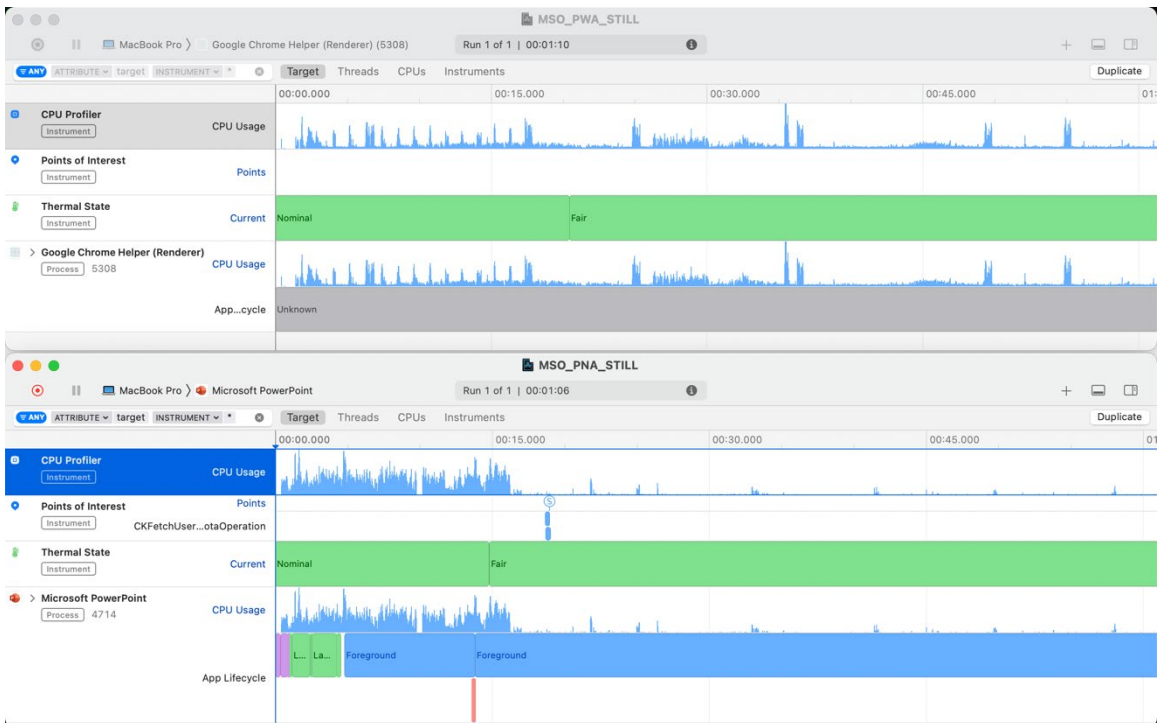 MSO_PWA_STILL
MacBook Pro 〉 Google Chrome Helper (Renderer) (5308) Run 1 of 1 | 00:01:10
ANY ATTRIBUTE target INSTRUMENT * Target Threads CPUs Instruments Duplicate
00:00.000 00:15.000 00:30.000 00:45.000 01:
CPU Profiler
Instrument
CPU Usage
Points of Interest
Instrument
Points
Thermal State
Instrument
Current Nominal Fair
Google Chrome Helper (Renderer)
Process 5308
CPU Usage
App...cycle Unknown
MSO_PNA_STILL
MacBook Pro 〉 Microsoft PowerPoint Run 1 of 1 | 00:01:06
ANY ATTRIBUTE target INSTRUMENT * Target Threads CPUs Instruments Duplicate
00:00.000 00:15.000 00:30.000 00:45.000 01
CPU Profiler
Instrument
CPU Usage
Points of Interest
Instrument
Points
CKFetchUser...otaOperation
S
Thermal State
Instrument
Current Nominal Fair
Microsoft PowerPoint
Process 4714
CPU Usage
App Lifecycle L... La... Foreground Foreground